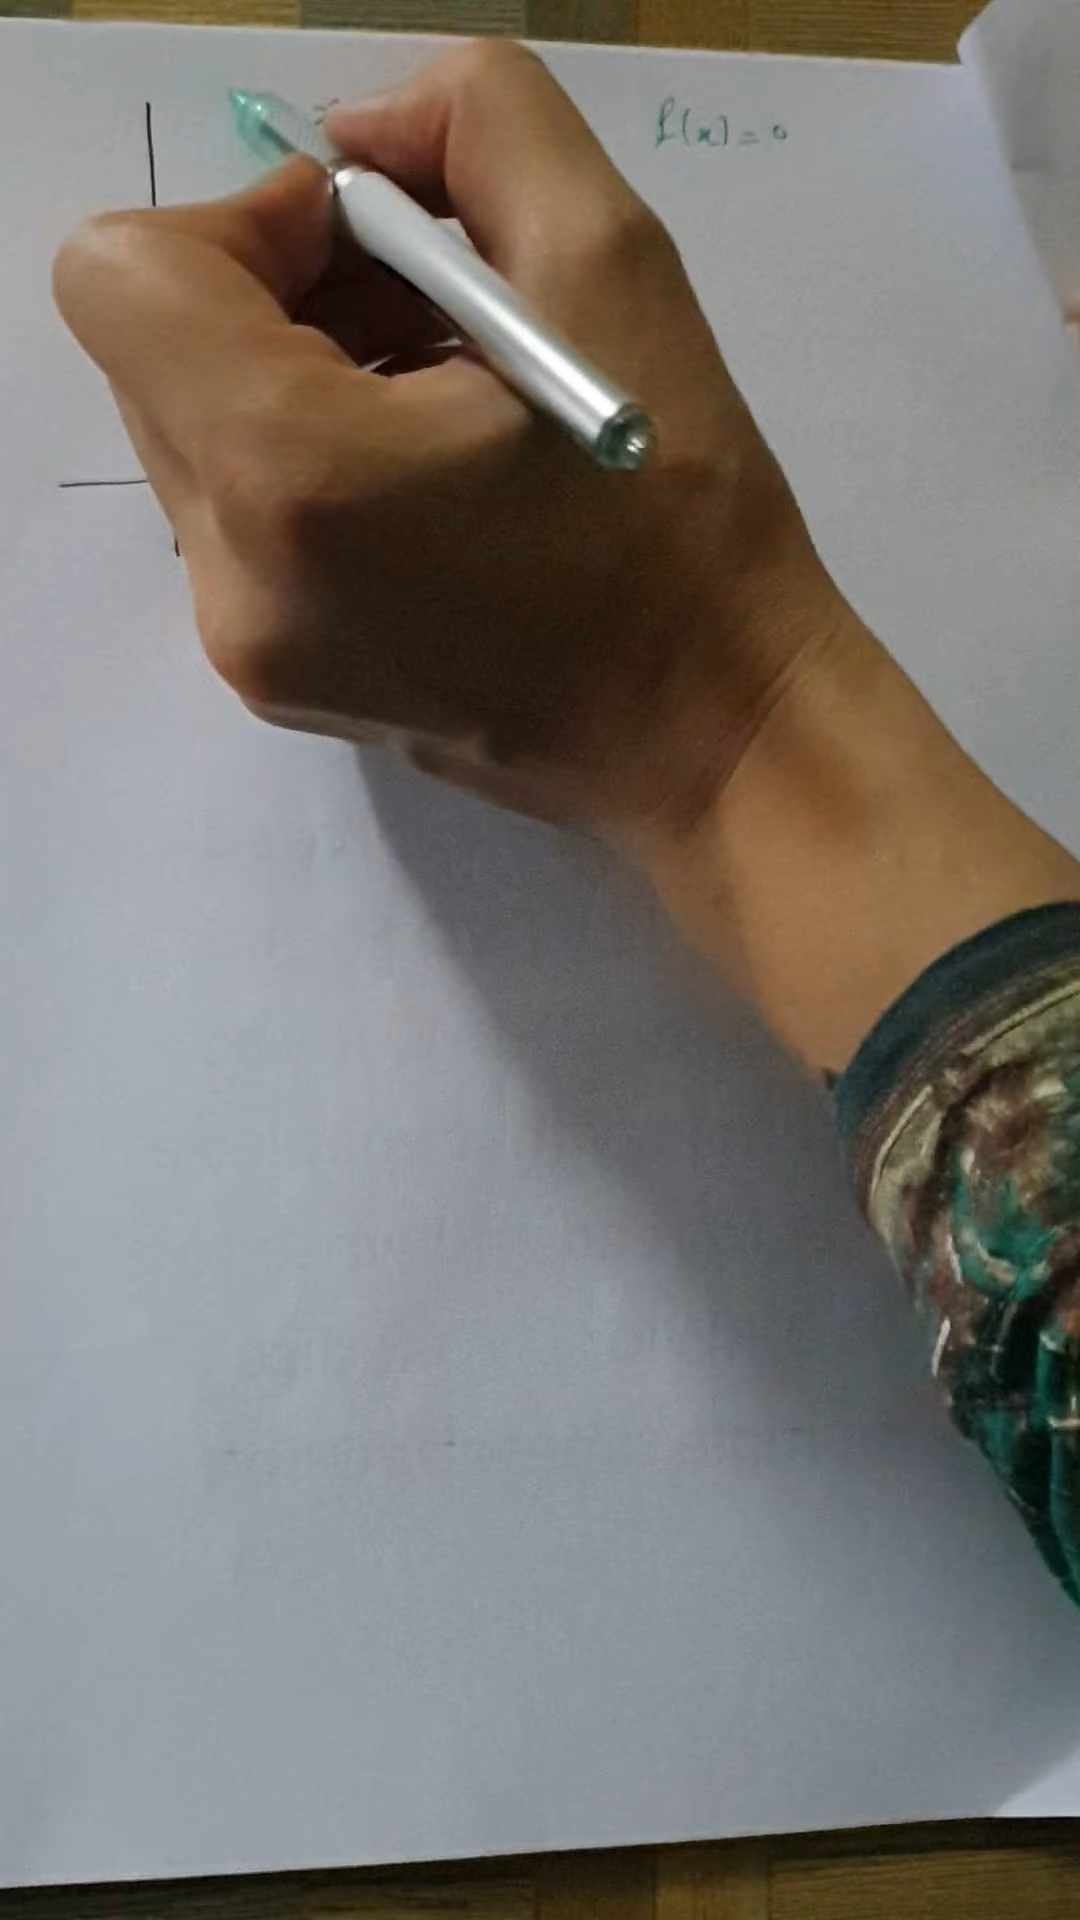 f(x) = 0